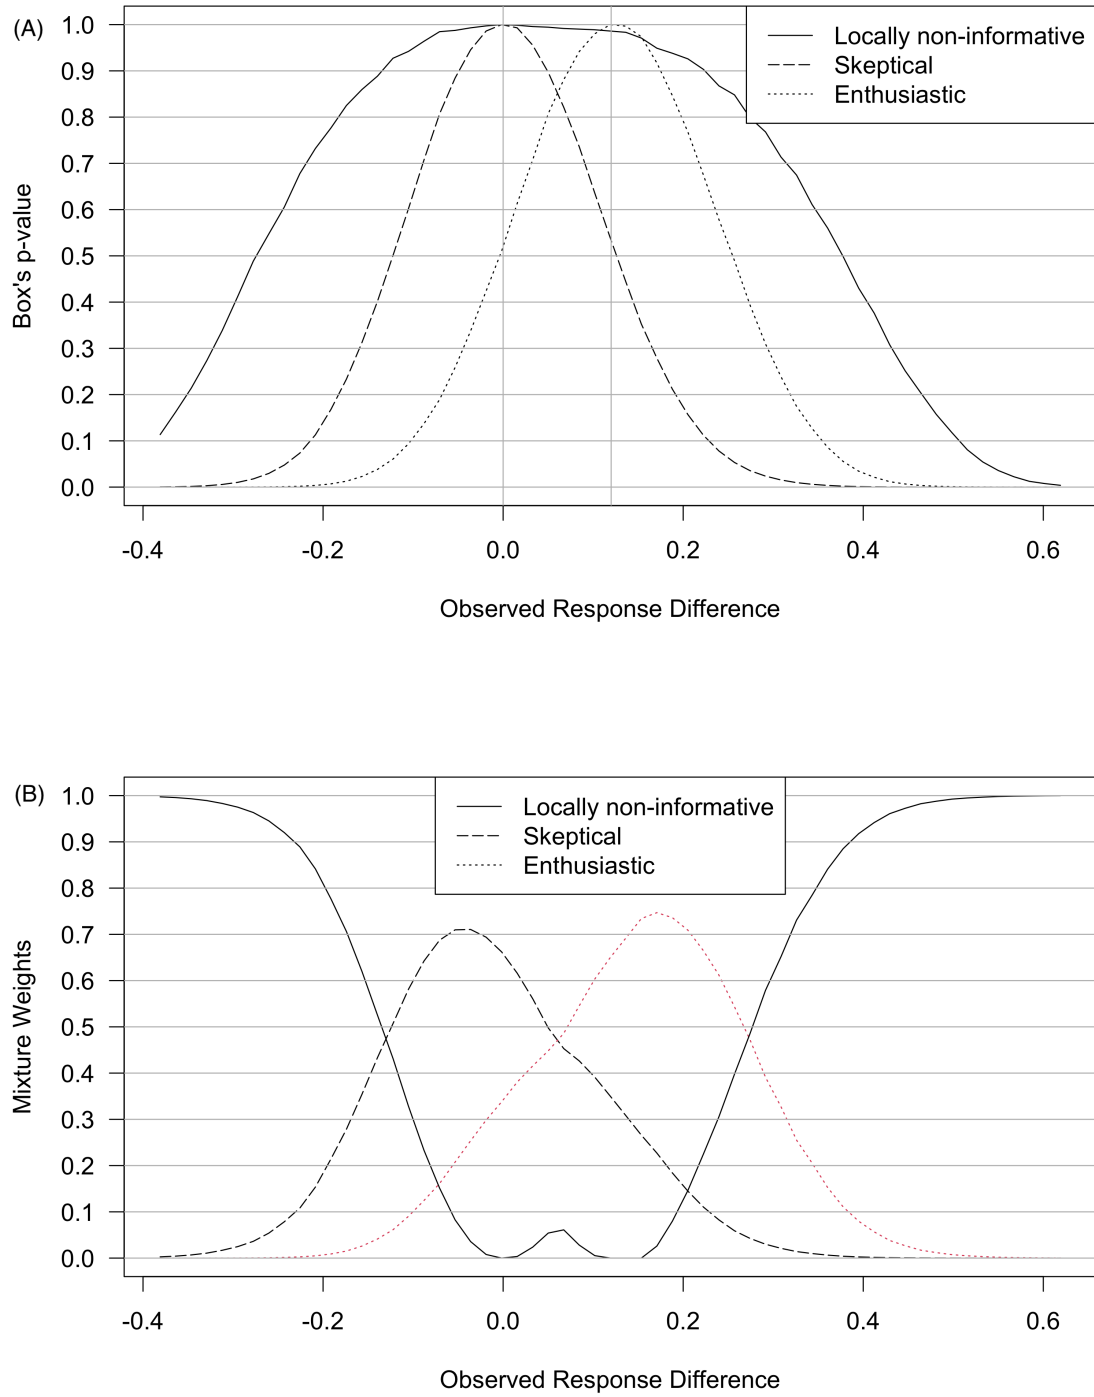 (A)
1.0
0.9
0.8
0.7
0.6
0.5
0.4
0.3
0.2
0.1
0.0
Box's p-value
Locally non-informative
Skeptical
Enthusiastic
-0.4 -0.2 0.0 0.2 0.4 0.6
Observed Response Difference
(B)
1.0
0.9
0.8
0.7
0.6
0.5
0.4
0.3
0.2
0.1
0.0
Mixture Weights
Locally non-informative
Skeptical
Enthusiastic
-0.4 -0.2 0.0 0.2 0.4 0.6
Observed Response Difference